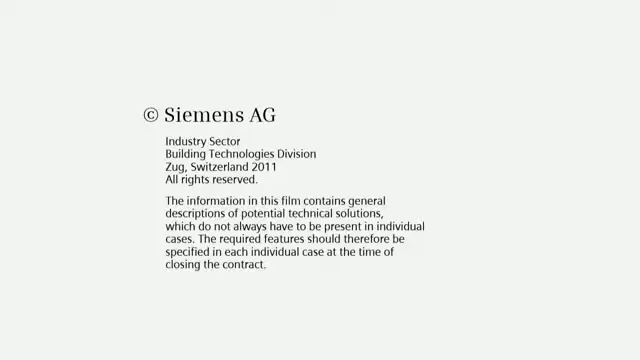 © Siemens AG
Industry Sector
Building Technologies Division
Zug, Switzerland 2011
All rights reserved.
The information in this film contains general
descriptions of potential technical solutions,
which do not always have to be present in individual
cases. The required features should therefore be
specified in each individual case at the time of
closing the contract.